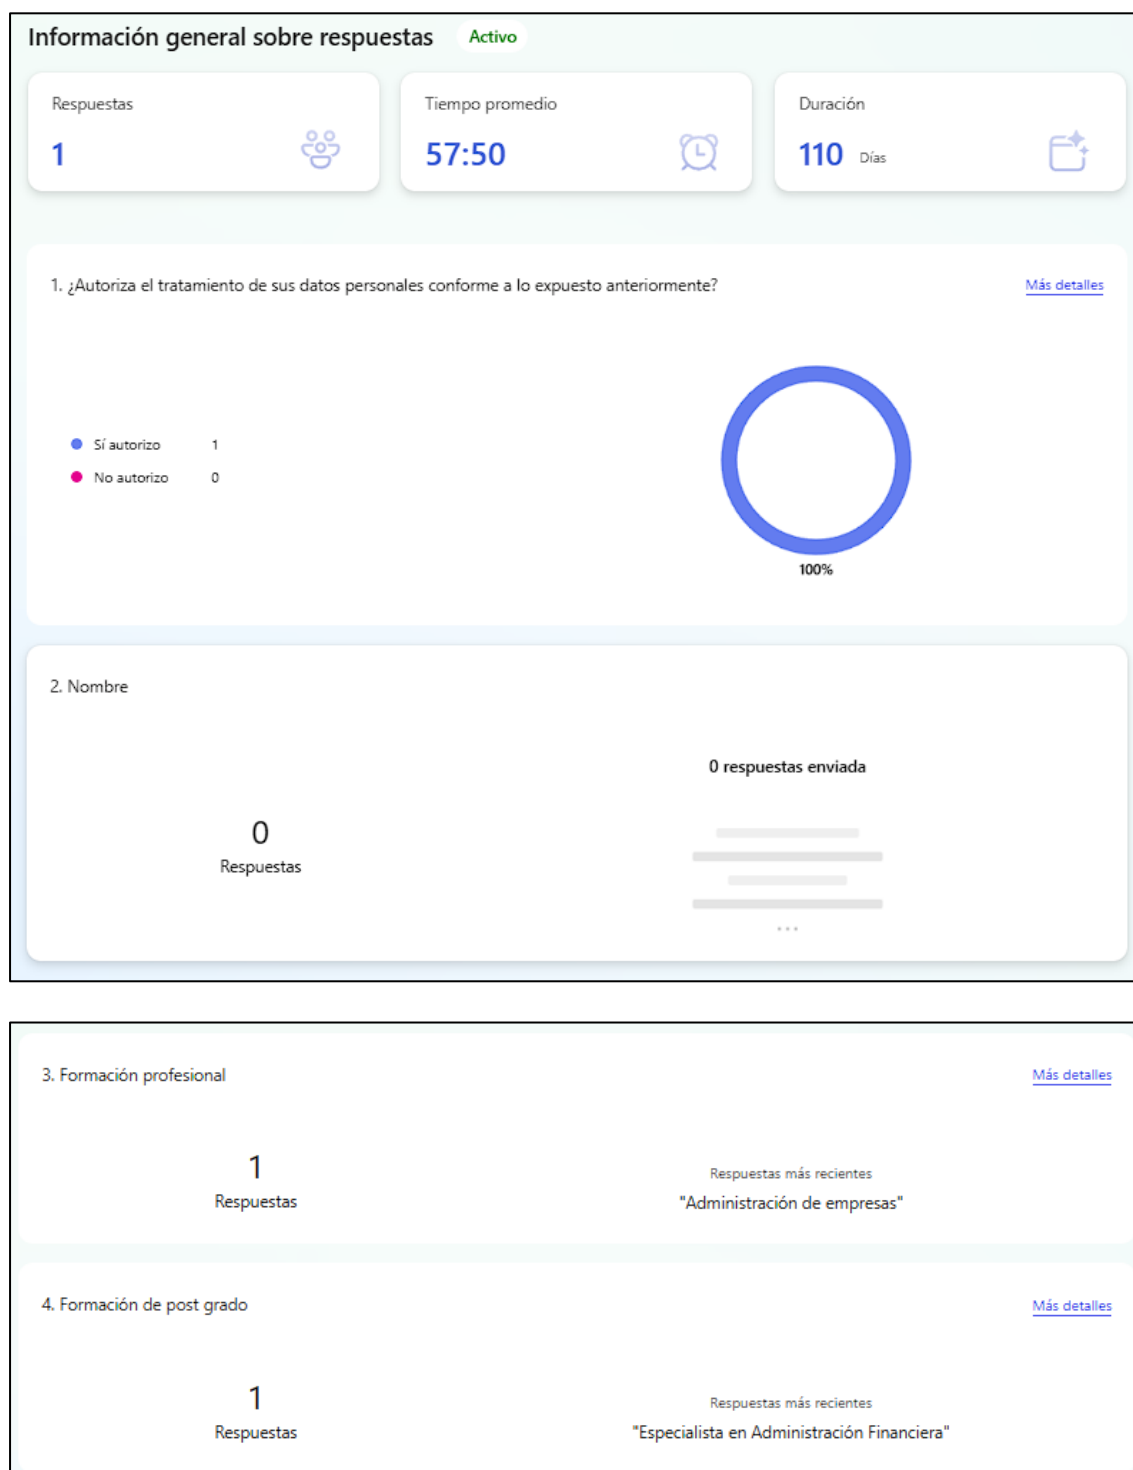 Información general sobre respuestas Activo
Respuestas
1
Tiempo promedio
57:50
Duración
110 Días
1. ¿Autoriza el tratamiento de sus datos personales conforme a lo expuesto anteriormente? Más detalles
Sí autorizo 1
No autorizo 0
100%
2. Nombre
0 respuestas enviada
0
Respuestas
3. Formación profesional Más detalles
1
Respuestas
Respuestas más recientes
"Administración de empresas"
4. Formación de post grado Más detalles
1
Respuestas
Respuestas más recientes
"Especialista en Administración Financiera"